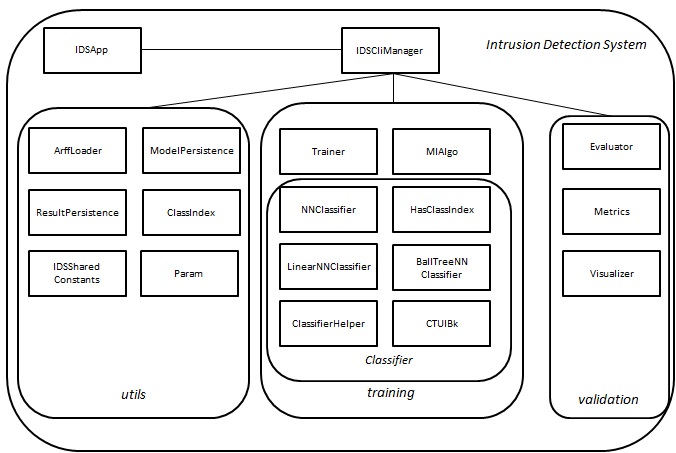 IDSApp
IDSCliManager
Intrusion Detection System
ArffLoader
ModelPersistence
ResultPersistence
ClassIndex
IDSShared
Constants
Param
utils
Trainer
MIAlgo
NNClassifier
HasClassIndex
LinearNNClassifier
BallTreeNN
Classifier
ClassifierHelper
CTUIBk
Classifier
training
Evaluator
Metrics
Visualizer
validation